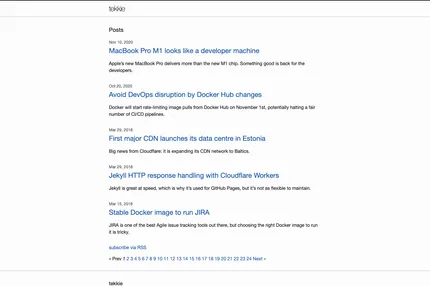 tekkie
Posts
Nov 10, 2020
MacBook Pro M1 looks like a developer machine
Apple's new MacBook Pro delivers more than the new M1 chip. Something good is back for the
developers.
Oct 20, 2020
Avoid DevOps disruption by Docker Hub changes
Docker will start rate-limiting image pulls from Docker Hub on November 1st, potentially halting a fair
number of CI/CD pipelines.
Mar 29, 2018
First major CDN launches its data centre in Estonia
Big news from Cloudflare: it is expanding its CDN network to Baltics.
Mar 29, 2018
Jekyll HTTP response handling with Cloudflare Workers
Jekyll is great at speed, which is why it's used for GitHub Pages, but it's not as flexible to maintain.
Mar 15, 2018
Stable Docker image to run JIRA
JIRA is one of the best Agile issue tracking tools out there, but choosing the right Docker image to run
it is tricky.
subscribe via RSS
« Prev 1 2 3 4 5 6 7 8 9 10 11 12 13 14 15 16 17 18 19 20 21 22 23 24 Next »
tekkie